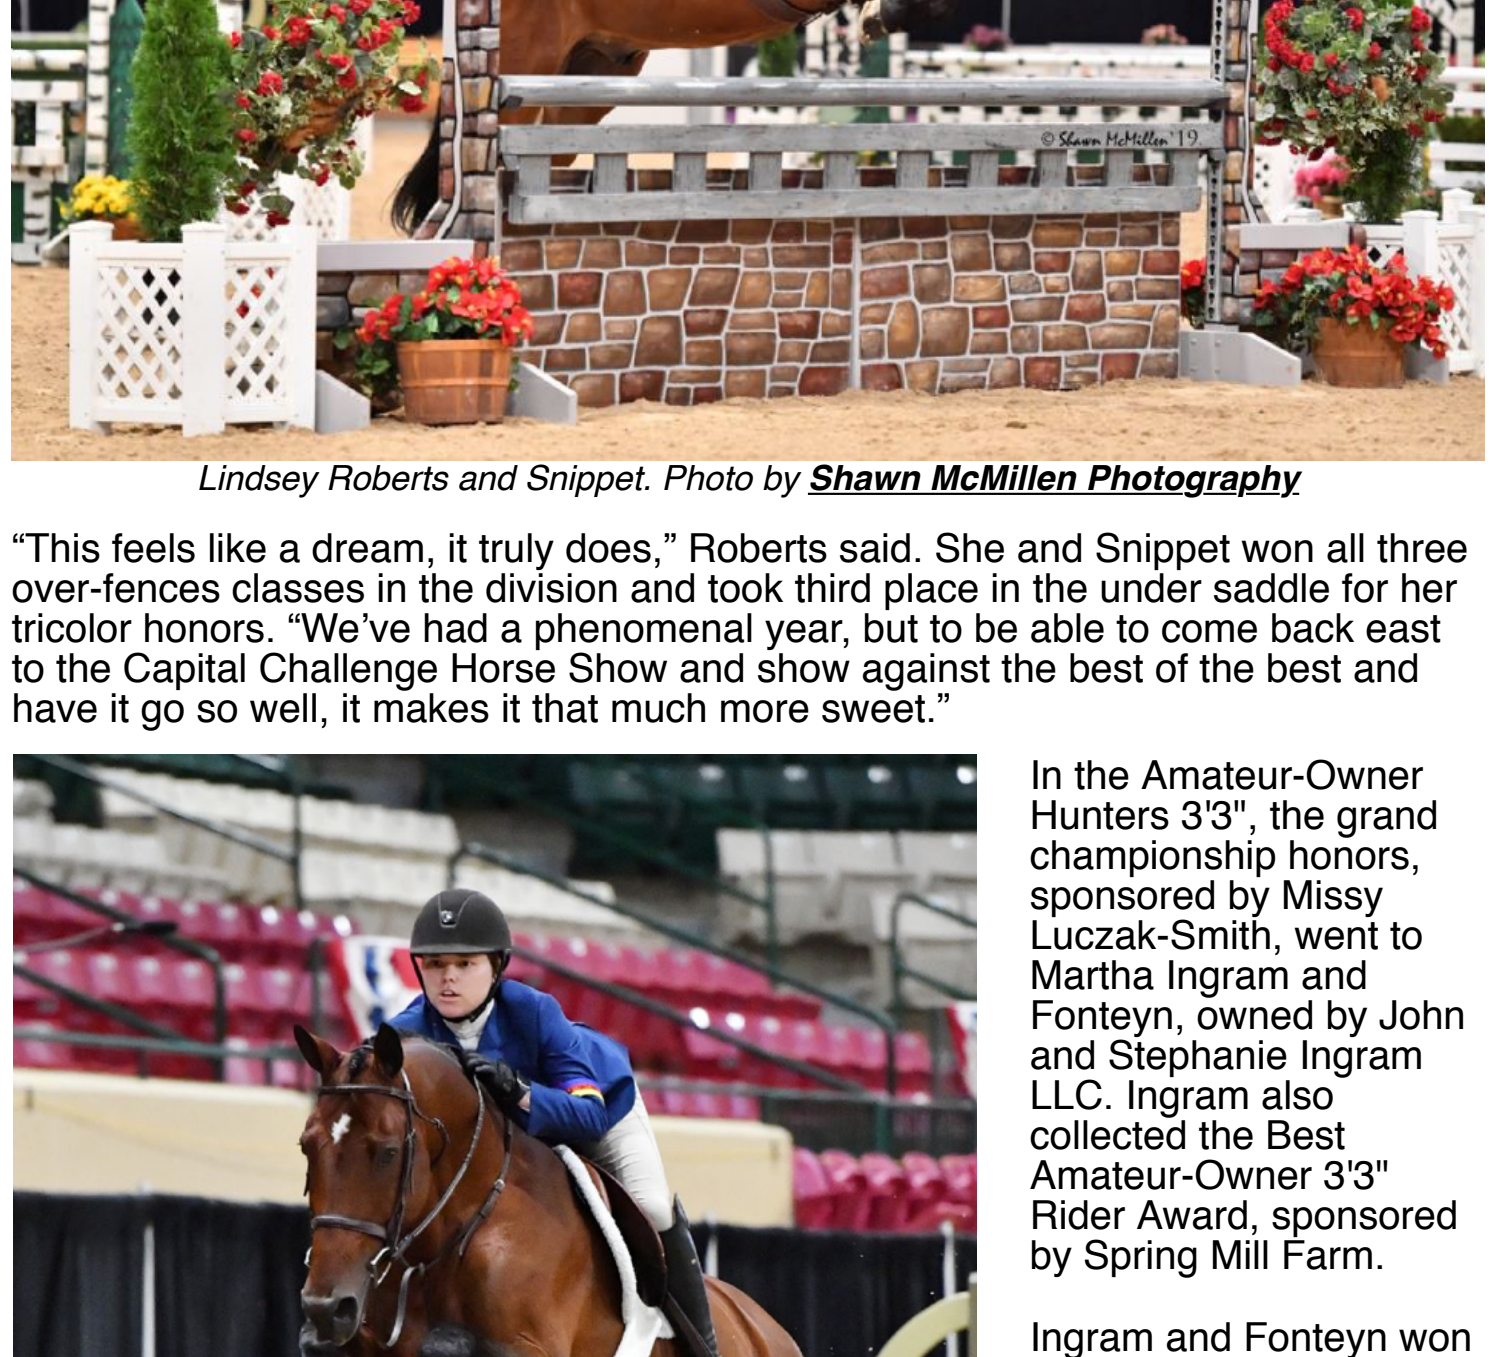 © Shawn McMillen '19
Lindsey Roberts and Snippet. Photo by Shawn McMillen Photography
“This feels like a dream, it truly does,” Roberts said. She and Snippet won all three
over-fences classes in the division and took third place in the under saddle for her
tricolor honors. “We’ve had a phenomenal year, but to be able to come back east
to the Capital Challenge Horse Show and show against the best of the best and
have it go so well, it makes it that much more sweet.”
In the Amateur-Owner
Hunters 3'3", the grand
championship honors,
sponsored by Missy
Luczak-Smith, went to
Martha Ingram and
Fonteyn, owned by John
and Stephanie Ingram
LLC. Ingram also
collected the Best
Amateur-Owner 3'3"
Rider Award, sponsored
by Spring Mill Farm.
Ingram and Fonteyn won